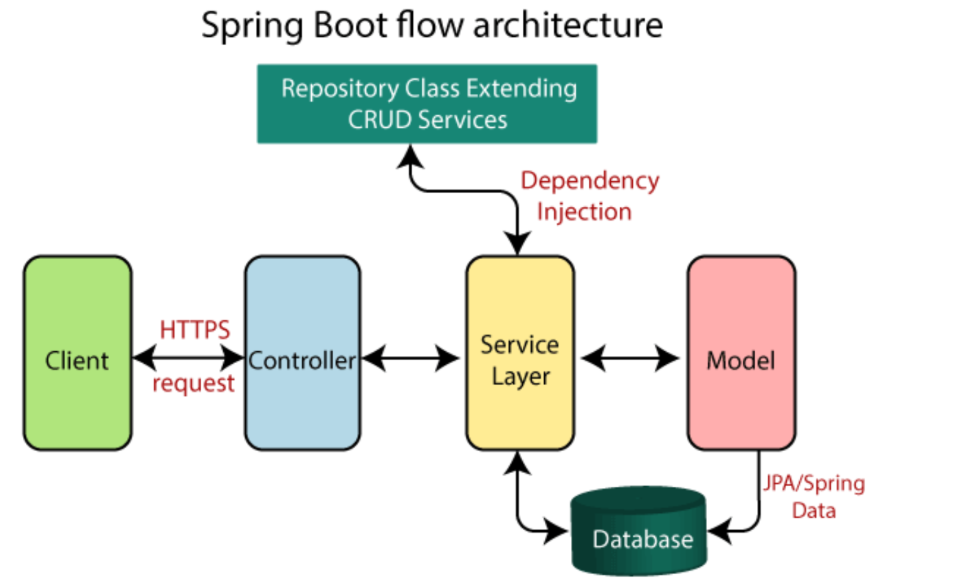 Spring Boot flow architecture
Repository Class Extending
CRUD Services
Dependency
Injection
HTTPS
request
Client
Controller
Service
Layer
Model
JPA/Spring
Data
Database